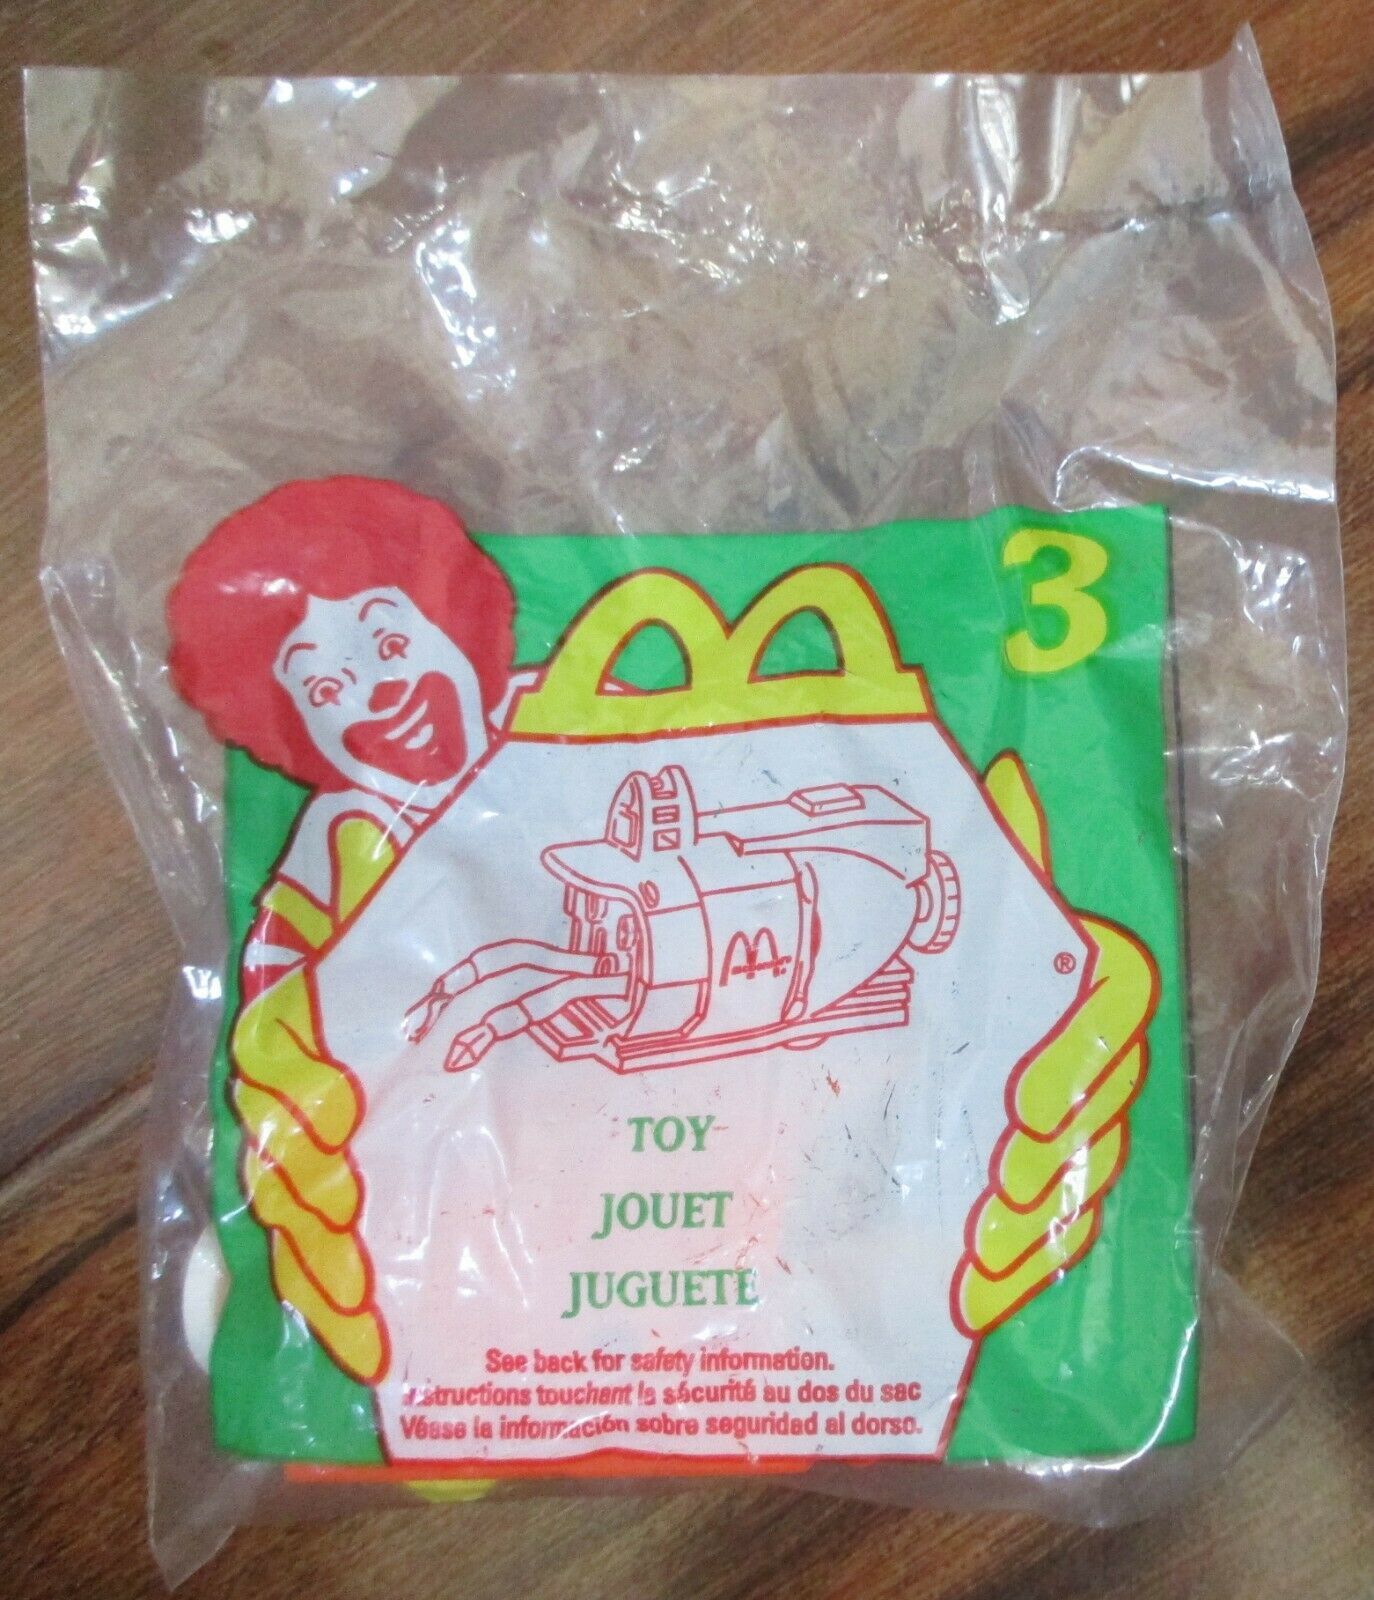 3
®
TOY
JOUET
JUGUETE
See back for safety information.
touchant la sécurité au dos du sac
Véase la información sobre seguridad al dorso.